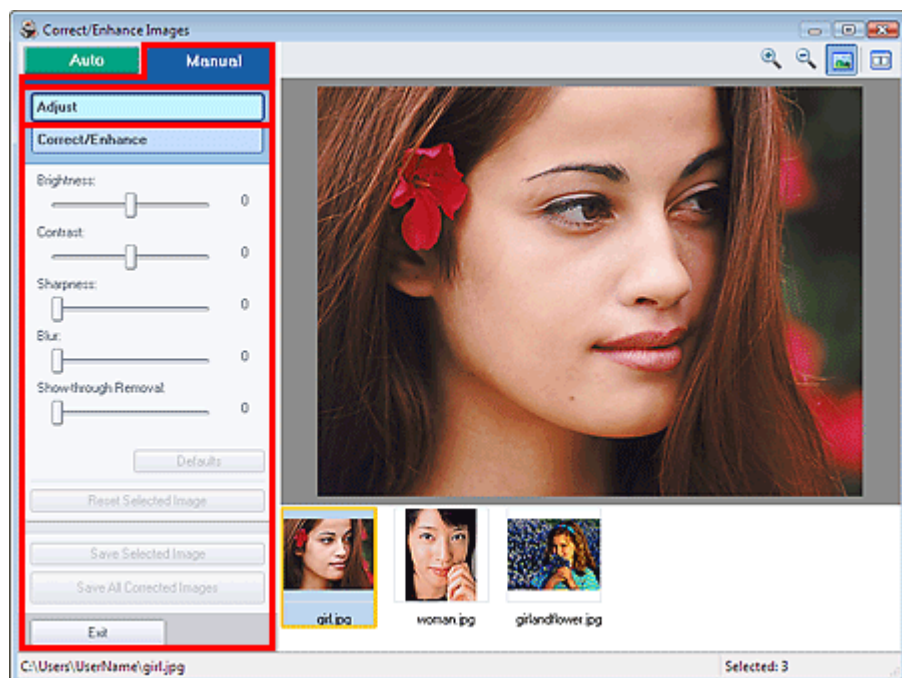 Correct/Enhance Images
Auto
Manual
Adjust
Correct/Enhance
Brightness:
0
Contrast:
0
Sharpness:
0
Blur:
0
Show-through Removal:
0
Defaults
Reset Selected Image
Save Selected Image
Save All Corrected Images
Exit
girl.jpg
woman.jpg
girlandflower.jpg
C:\Users\UserName\girl.jpg
Selected: 3